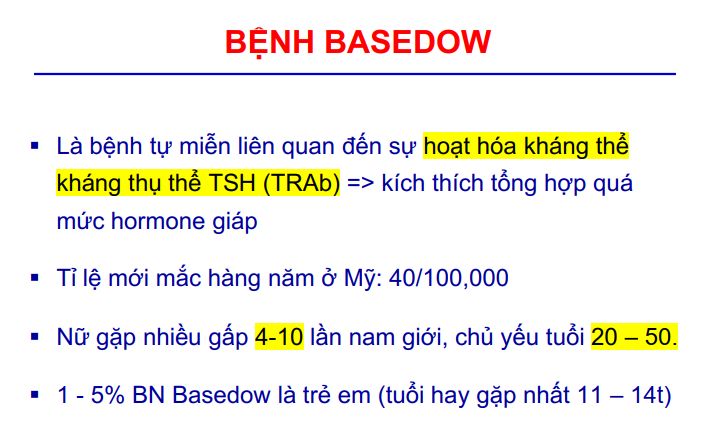 BỆNH BASEDOW
▪ Là bệnh tự miễn liên quan đến sự hoạt hóa kháng thể
kháng thụ thể TSH (TRAb) => kích thích tổng hợp quá
mức hormone giáp
▪ Tỉ lệ mới mắc hàng năm ở Mỹ: 40/100,000
▪ Nữ gặp nhiều gấp 4-10 lần nam giới, chủ yếu tuổi 20 – 50.
▪ 1 - 5% BN Basedow là trẻ em (tuổi hay gặp nhất 11 – 14t)